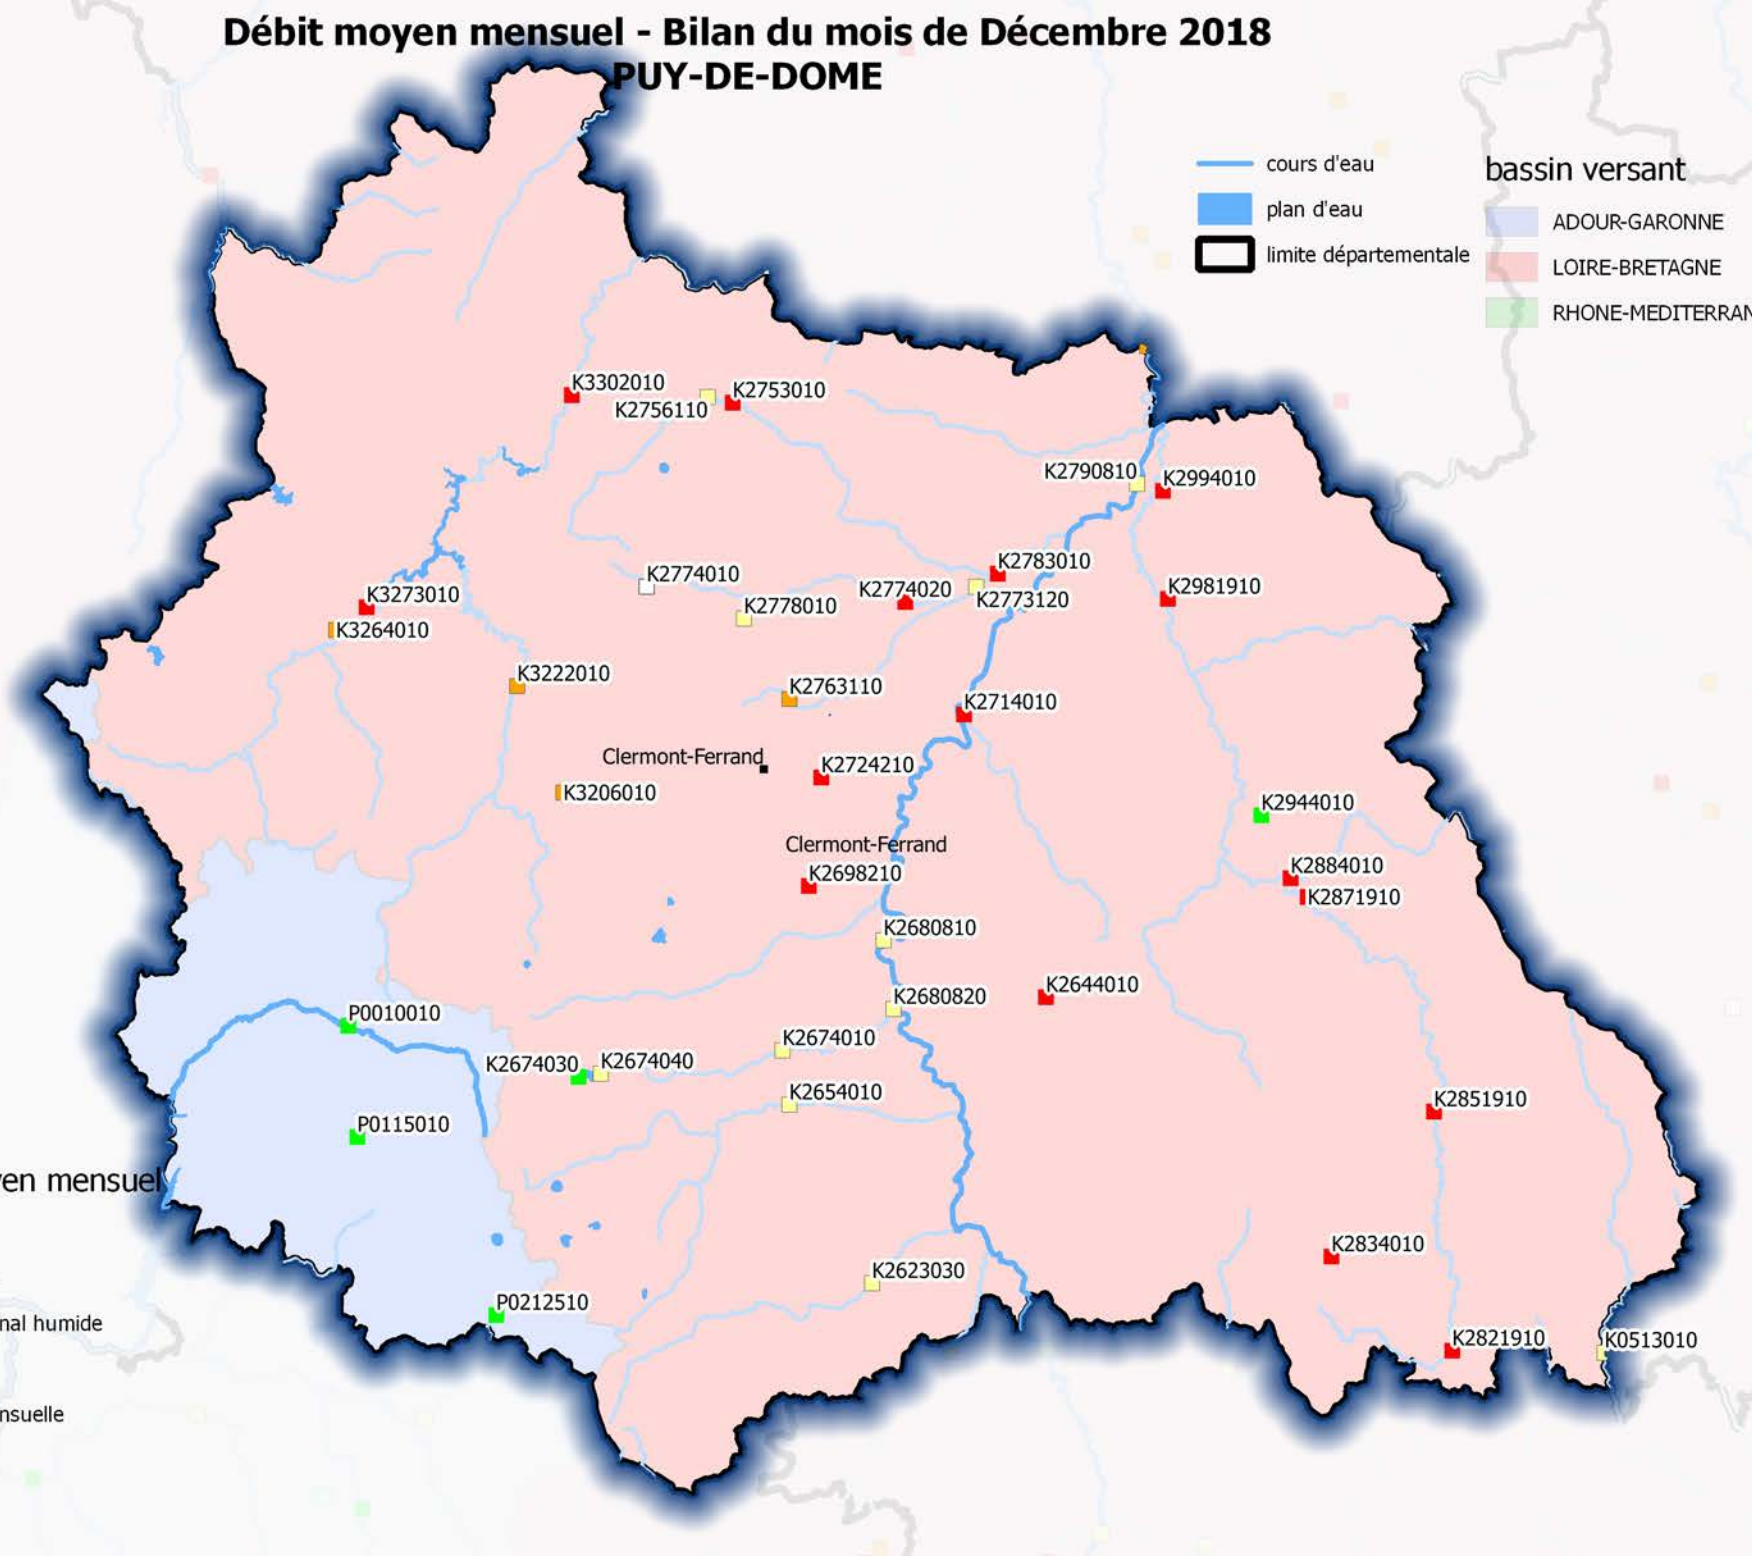 Débit moyen mensuel - Bilan du mois de Décembre 2018
PUY-DE-DOME
cours d'eau
plan d'eau
limite départementale
bassin versant
ADOUR-GARONNE
LOIRE-BRETAGNE
RHONE-MEDITERRAN
K3302010
K2756110
K2753010
K2790810
K2994010
K2774010
K2783010
K3273010
K2774020
K2773120
K2981910
K2778010
K3264010
K3222010
K2763110
K2714010
Clermont-Ferrand
K2724210
K3206010
K2944010
Clermont-Ferrand
K2698210
K2884010
K2871910
K2680810
K2644010
K2680820
P0010010
K2674010
K2674030
K2674040
K2654010
K2851910
P0115010
en mensuel
K2834010
K2623030
P0212510
nal humide
K2821910
K0513010
nsuelle